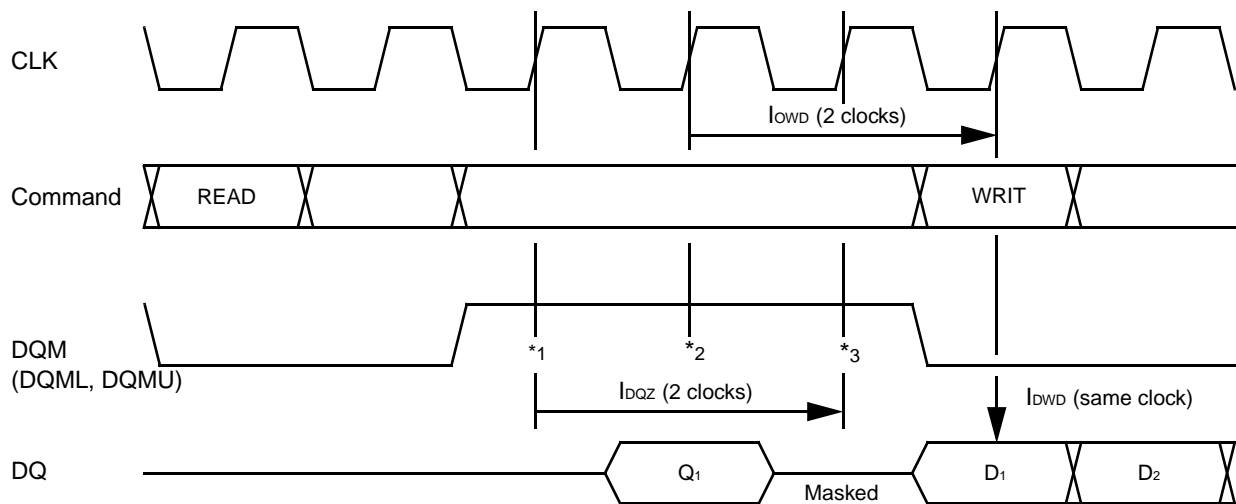 CLK
IOWD (2 clocks)
Command
READ
WRIT
DQM
(DQML, DQMU)
*1
*2
*3
IDQZ (2 clocks)
IDWD (same clock)
DQ
Q1
Masked
D1
D2